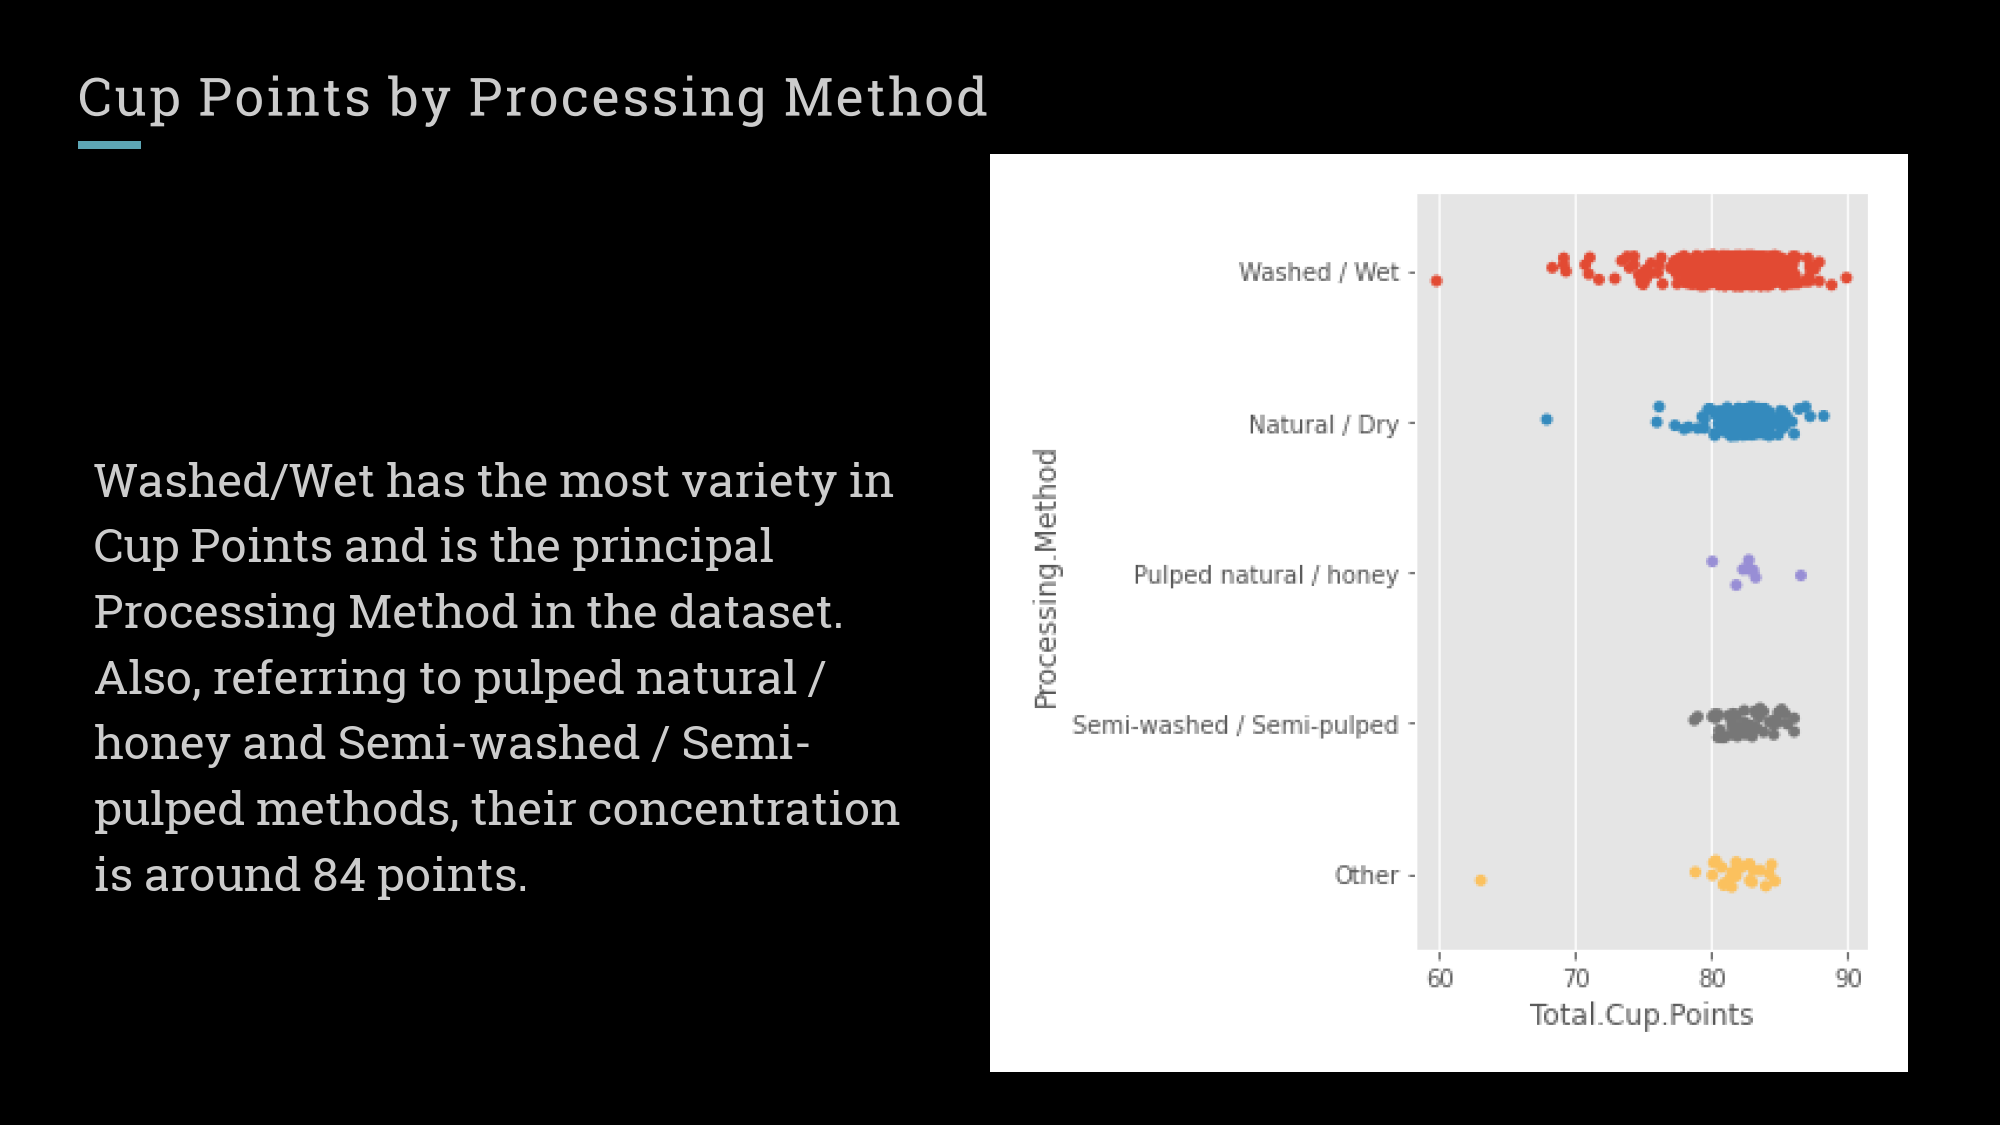 Cup Points by Processing Method
Washed/Wet has the most variety in
Cup Points and is the principal
Processing Method in the dataset.
Also, referring to pulped natural /
honey and Semi-washed / Semi-
pulped methods, their concentration
is around 84 points.
Processing.Method
Washed / Wet
Natural / Dry
Pulped natural / honey
Semi-washed / Semi-pulped
Other
60 70 80 90
Total.Cup.Points